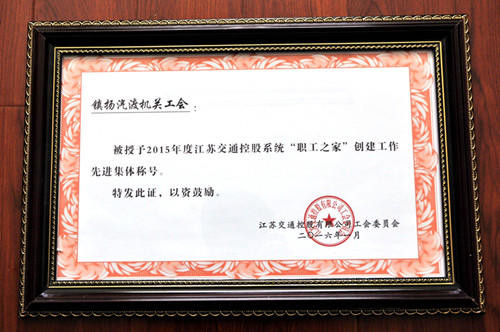 镇扬汽渡机关工会：
被授予2015年度江苏交通控股系统“职工之家”创建工作
先进集体称号。
特发此证，以资鼓励。
江苏交通控股有限公司工会委员会
二〇一六年一月